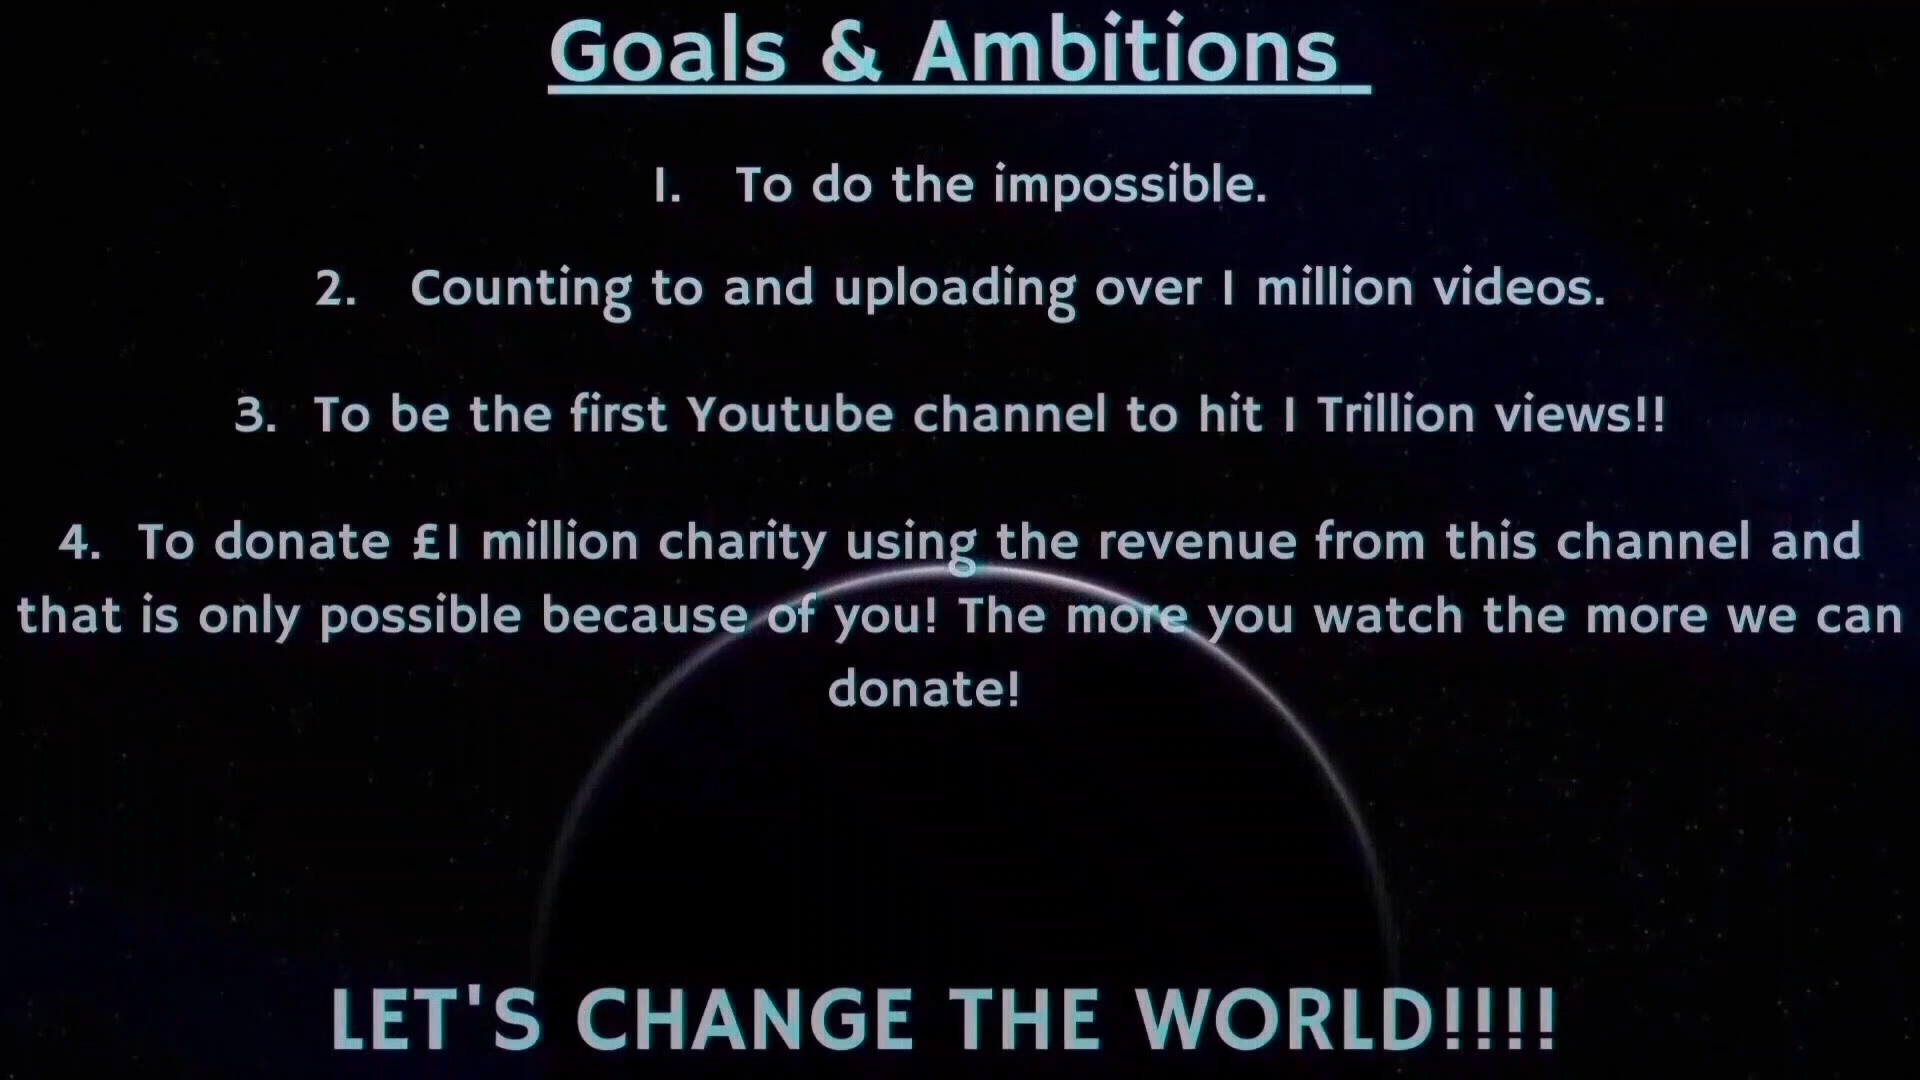 Goals & Ambitions
1. To do the impossible.
2. Counting to and uploading over 1 million videos.
3. To be the first Youtube channel to hit 1 Trillion views!!
4. To donate £1 million charity using the revenue from this channel and
that is only possible because of you! The more you watch the more we can
donate!
LET'S CHANGE THE WORLD!!!!